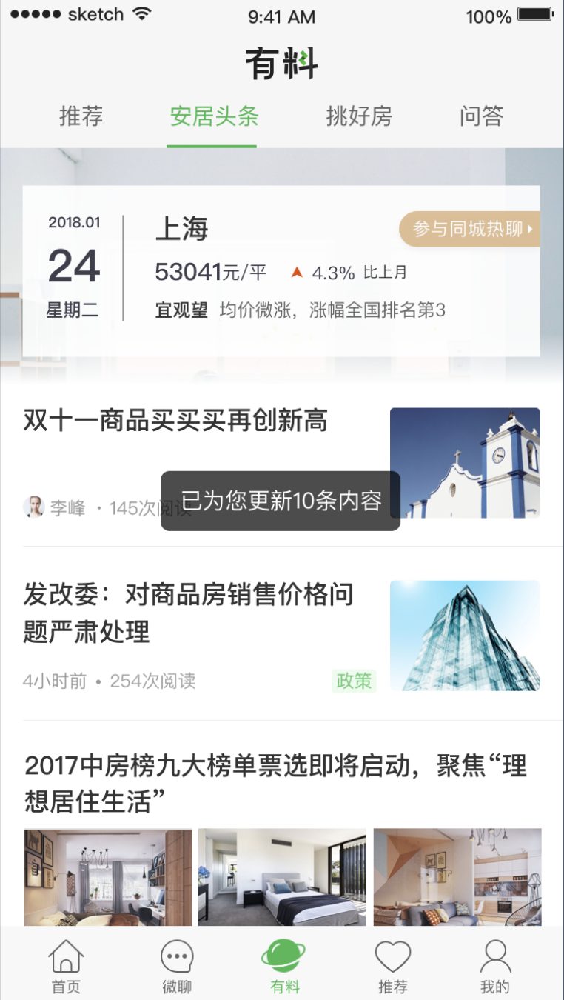 sketch 9:41 AM 100%
有料
推荐 安居头条 挑好房 问答
2018.01
24
星期二
上海
参与同城热聊
53041元/平 4.3% 比上月
宜观望 均价微涨，涨幅全国排名第3
双十一商品买买买再创新高
李峰 · 145次阅读
已为您更新10条内容
发改委：对商品房销售价格问
题严肃处理
4小时前 • 254次阅读 政策
2017中房榜九大榜单票选即将启动，聚焦“理
想居住生活”
首页 微聊 有料 推荐 我的